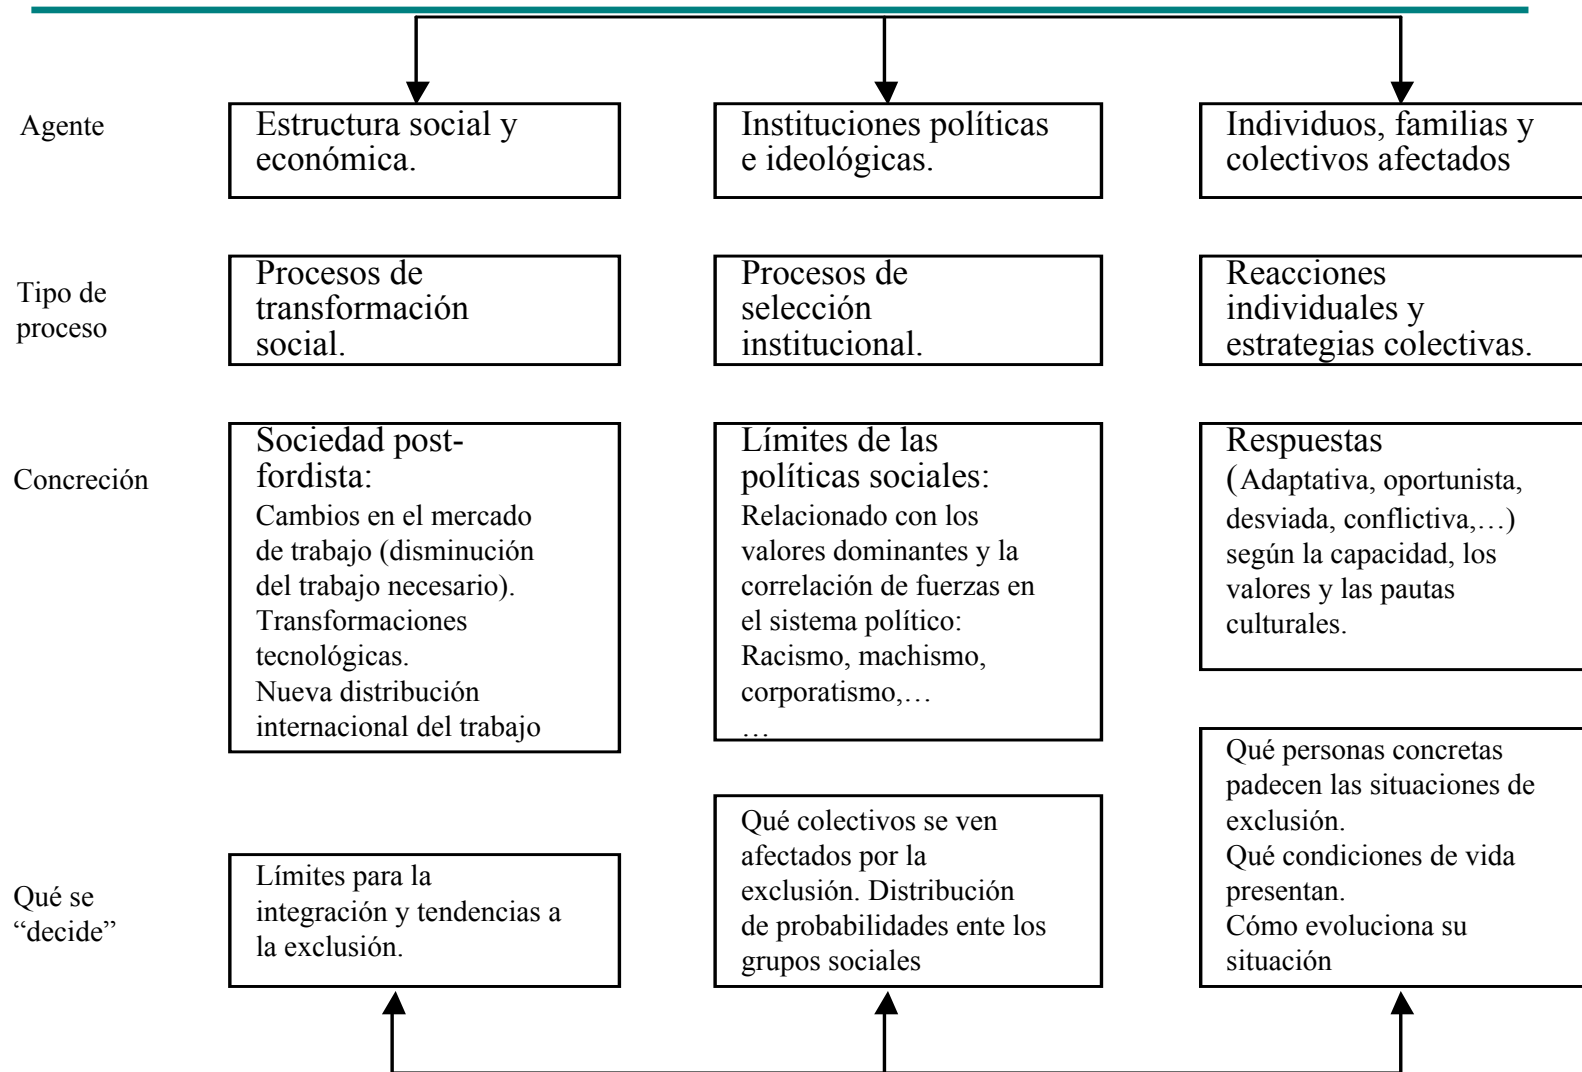 Agente
Estructura social y
económica.
Instituciones políticas
e ideológicas.
Individuos, familias y
colectivos afectados
Tipo de
proceso
Procesos de
transformación
social.
Procesos de
selección
institucional.
Reacciones
individuales y
estrategias colectivas.
Concreción
Sociedad post-
fordista:
Cambios en el mercado
de trabajo (disminución
del trabajo necesario).
Transformaciones
tecnológicas.
Nueva distribución
internacional del trabajo
Límites de las
políticas sociales:
Relacionado con los
valores dominantes y la
correlación de fuerzas en
el sistema político:
Racismo, machismo,
corporatismo,…
…
Respuestas
(Adaptativa, oportunista,
desviada, conflictiva,…)
según la capacidad, los
valores y las pautas
culturales.
Qué se
“decide”
Límites para la
integración y tendencias a
la exclusión.
Qué colectivos se ven
afectados por la
exclusión. Distribución
de probabilidades ente los
grupos sociales
Qué personas concretas
padecen las situaciones de
exclusión.
Qué condiciones de vida
presentan.
Cómo evoluciona su
situación